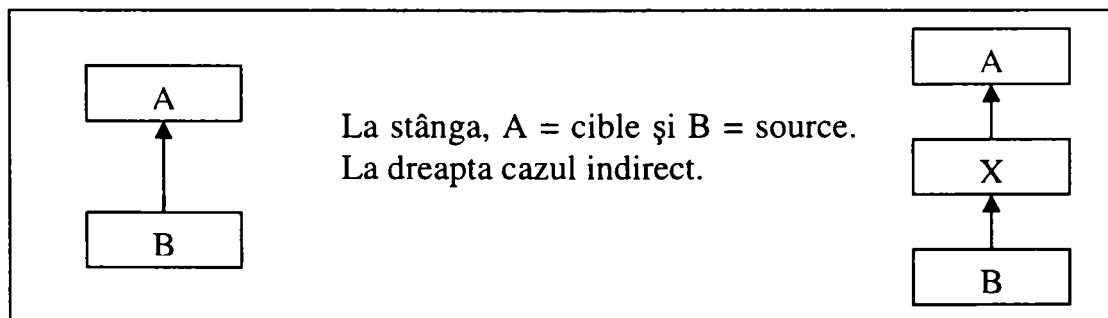 A
B
La stânga, A = cible şi B = source.
La dreapta cazul indirect.
A
X
B